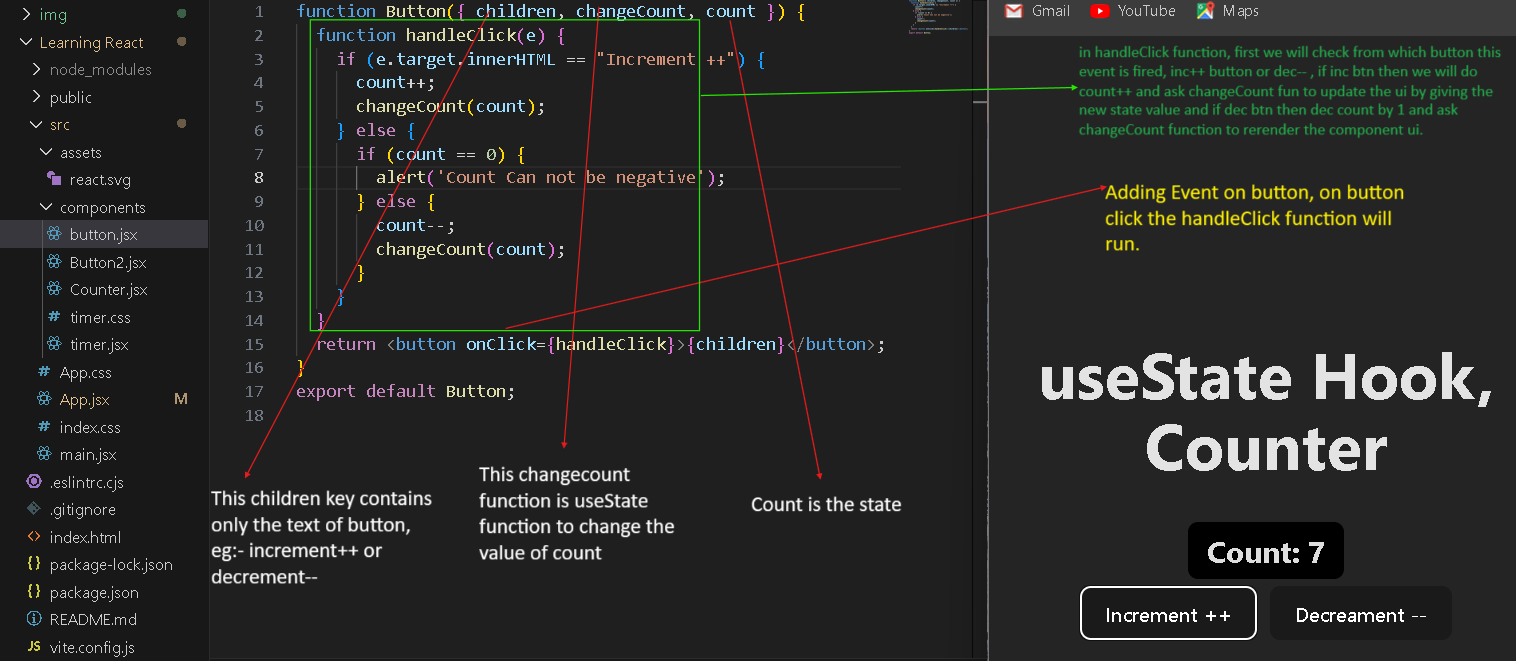 img
Learning React
node_modules
public
src
assets
react.svg
components
button.jsx
Button2.jsx
Counter.jsx
timer.css
timer.jsx
App.css
App.jsx M
index.css
main.jsx
.eslintrc.cjs
.gitignore
index.html
package-lock.json
package.json
README.md
vite.config.js
1 function Button({ children, changeCount, count }) {
2 function handleClick(e) {
3 if (e.target.innerHTML == "Increment ++") {
4 count++;
5 changeCount(count);
6 } else {
7 if (count == 0) {
8 alert('Count Can not be negative');
9 } else {
10 count--;
11 changeCount(count);
12 }
13 }
14 }
15 return <button onClick={handleClick}>{children}</button>;
16 }
17 export default Button;
18
This children key contains
only the text of button,
eg:- increment++ or
decrement--
This changecount
function is useState
function to change the
value of count
Count is the state
Gmail YouTube Maps
in handleClick function, first we will check from which button this
event is fired, inc++ button or dec-- , if inc btn then we will do
count++ and ask changeCount fun to update the ui by giving the
new state value and if dec btn then dec count by 1 and ask
changeCount function to rerender the component ui.
Adding Event on button, on button
click the handleClick function will
run.
useState Hook,
Counter
Count: 7
Increment ++ Decreament --